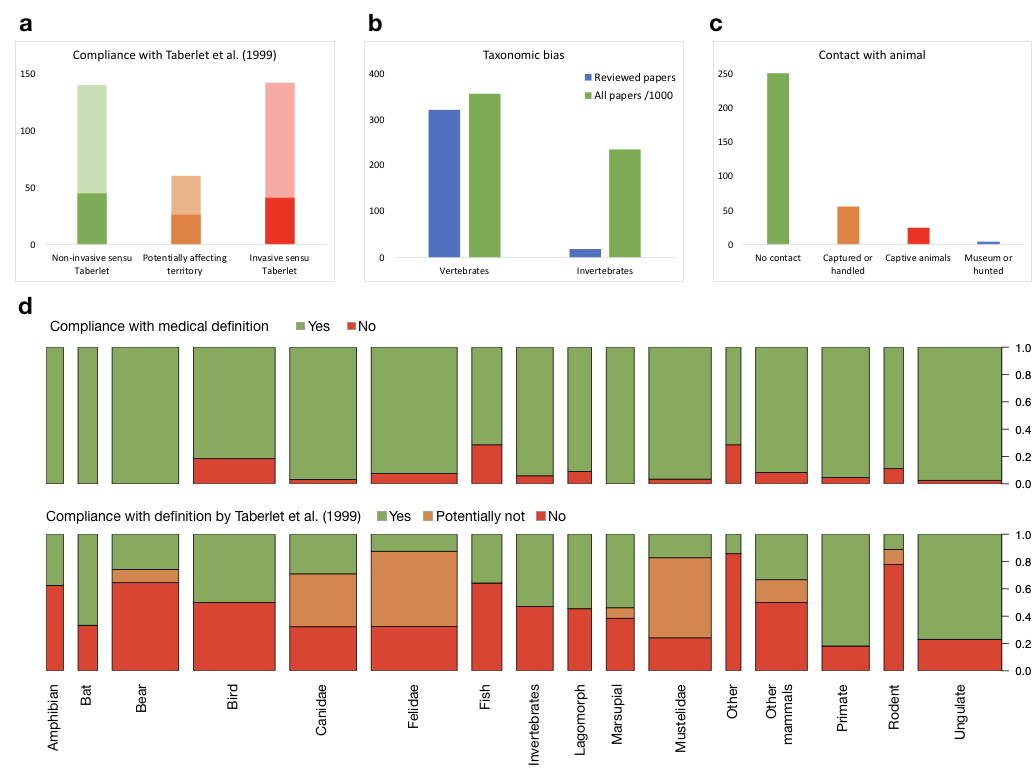 a
Compliance with Taberlet et al. (1999)
150
100
50
0
Non-invasive sensu
Taberlet
Potentially affecting
territory
Invasive sensu
Taberlet
b
Taxonomic bias
Reviewed papers
All papers /1000
400
300
200
100
0
Vertebrates
Invertebrates
c
Contact with animal
250
200
150
100
50
0
No contact
Captured or
handled
Captive animals
Museum or
hunted
d
Compliance with medical definition
Yes
No
1.0
0.8
0.6
0.4
0.2
0.0
Compliance with definition by Taberlet et al. (1999)
Yes
Potentially not
No
1.0
0.8
0.6
0.4
0.2
0.0
Amphibian
Bat
Bear
Bird
Canidae
Felidae
Fish
Invertebrates
Lagomorph
Marsupial
Mustelidae
Other
Other
mammals
Primate
Rodent
Ungulate